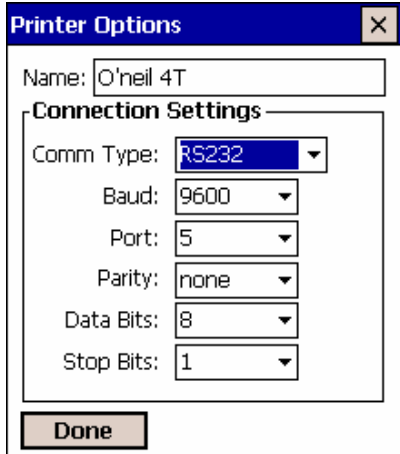 Printer Options
Name: O'neil 4T
Connection Settings
Comm Type: RS232
Baud: 9600
Port: 5
Parity: none
Data Bits: 8
Stop Bits: 1
Done